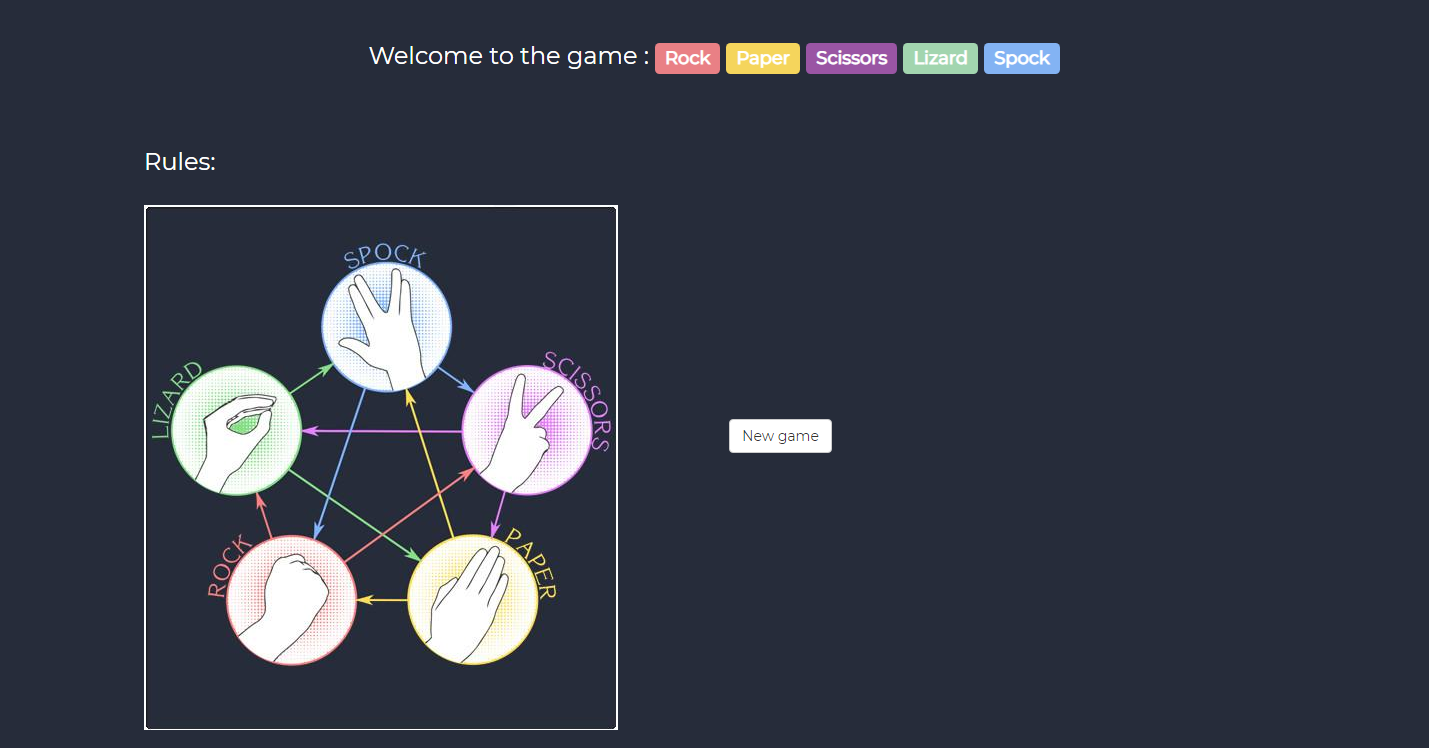 Welcome to the game : Rock Paper Scissors Lizard Spock
Rules:
SPOCK
SCISSORS
LIZARD
New game
PAPER
ROCK